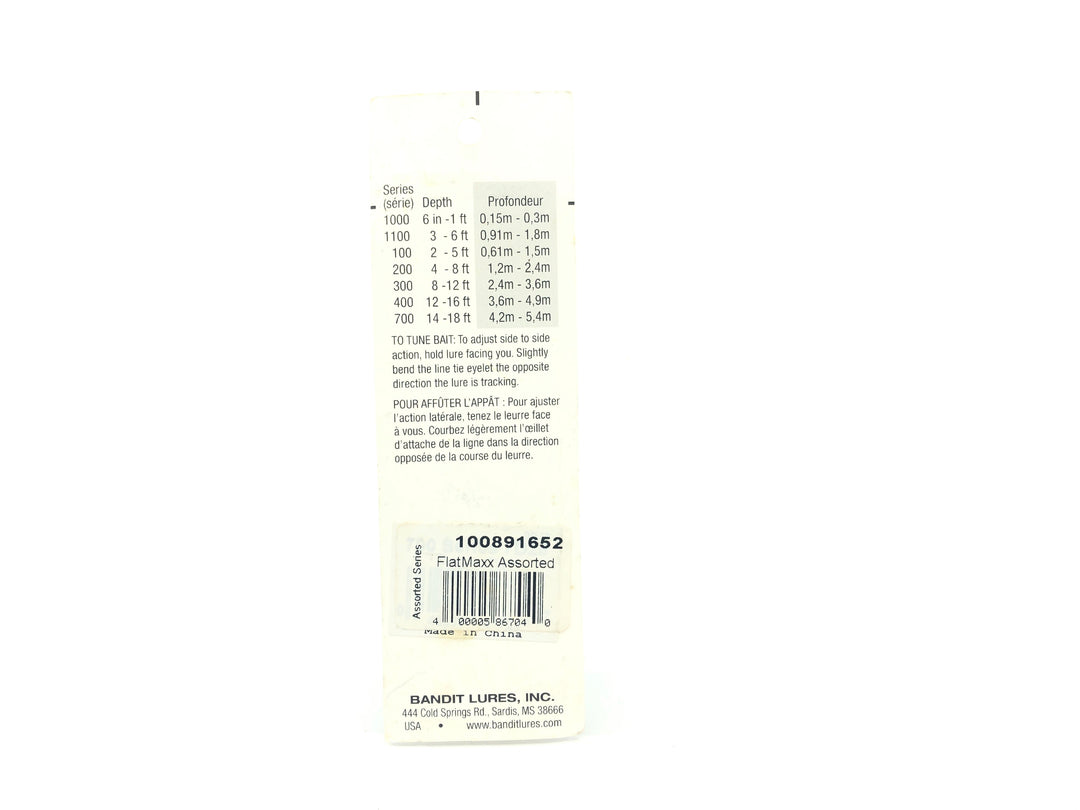 Series
(série) Depth Profondeur
1000 6 in -1 ft 0,15m - 0,3m
1100 3 - 6 ft 0,91m - 1,8m
100 2 - 5 ft 0,61m - 1,5m
200 4 - 8 ft 1,2m - 2,4m
300 8 -12 ft 2,4m - 3,6m
400 12 -16 ft 3,6m - 4,9m
700 14 -18 ft 4,2m - 5,4m
TO TUNE BAIT: To adjust side to side
action, hold lure facing you. Slightly
bend the line tie eyelet the opposite
direction the lure is tracking.
POUR AFFÛTER L'APPÂT : Pour ajuster
l'action latérale, tenez le leurre face
à vous. Courbez légèrement l'œillet
d'attache de la ligne dans la direction
opposée de la course du leurre.
100891652
FlatMaxx Assorted
Assorted Series
4 00005 86704 0
Made in China
BANDIT LURES, INC.
444 Cold Springs Rd., Sardis, MS 38666
USA • www.banditlures.com